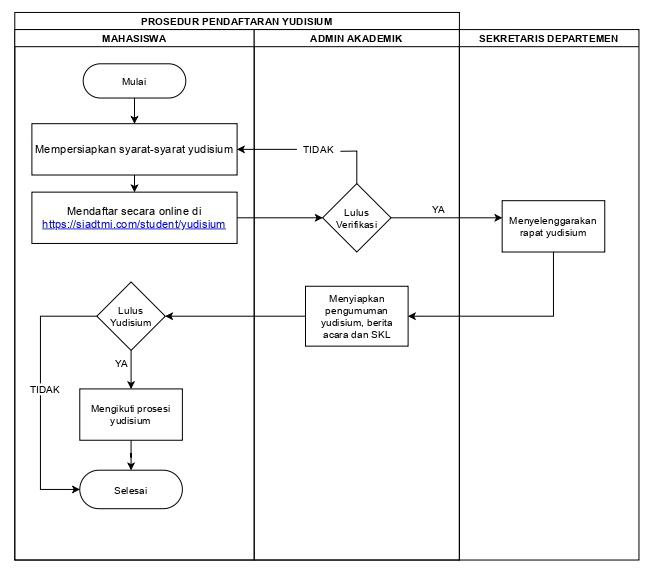 PROSEDUR PENDAFTARAN YUDISIUM
MAHASISWA
ADMIN AKADEMIK
SEKRETARIS DEPARTEMEN
Mulai
Mempersiapkan syarat-syarat yudisium
TIDAK
Mendaftar secara online di
https://siadtmi.com/student/yudisium
Lulus
Verifikasi
YA
Menyelenggarakan
rapat yudisium
Menyiapkan
pengumuman
yudisium, berita
acara dan SKL
Lulus
Yudisium
YA
TIDAK
Mengikuti prosesi
yudisium
Selesai